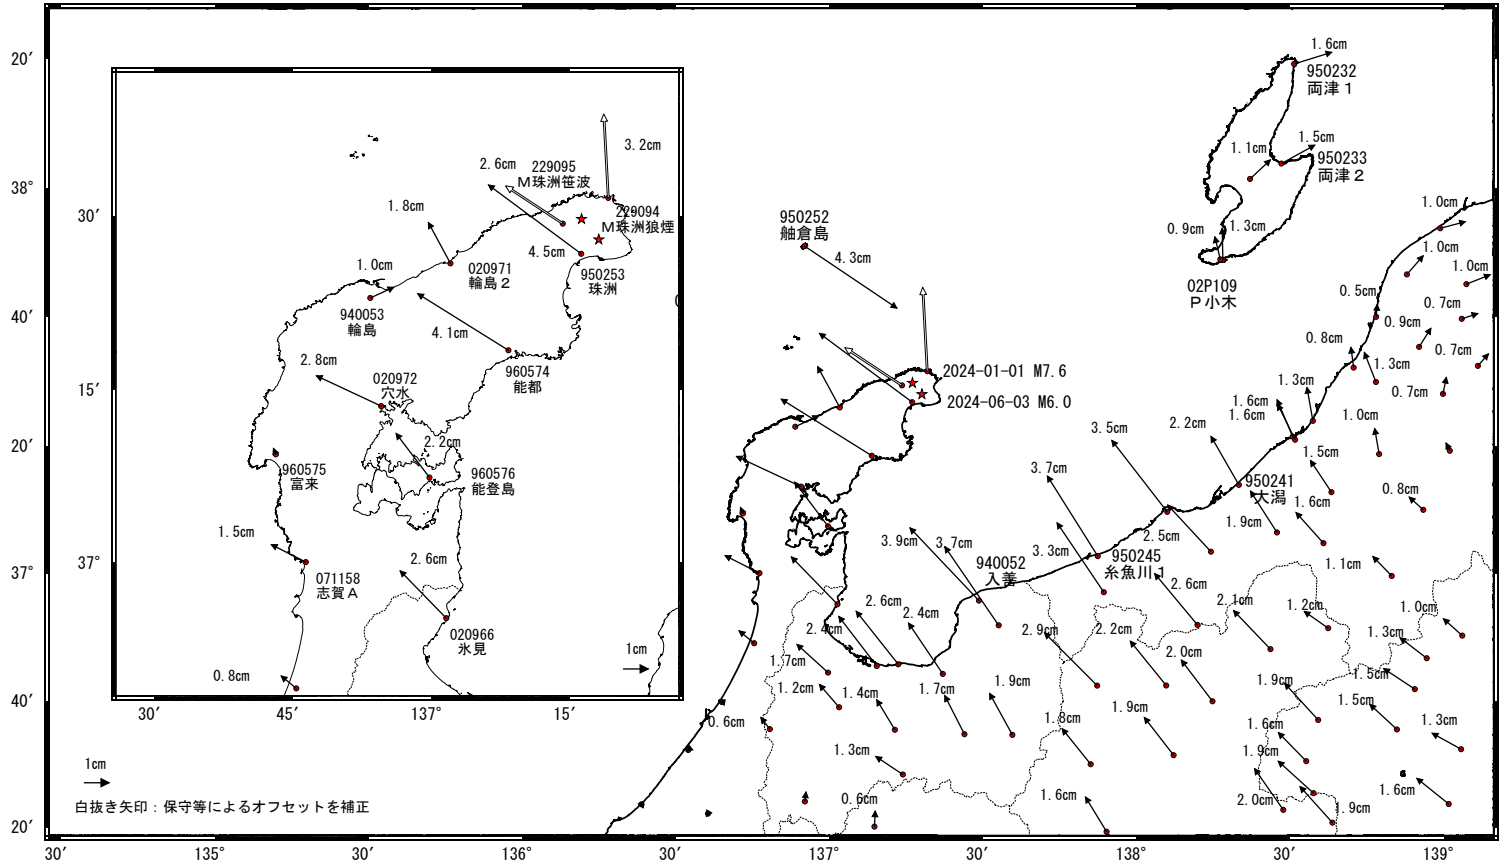 20′
38°
40′
20′
37°
40′
20′
30′
135°
30′
136°
30′
137°
30′
138°
30′
139°
30′
15′
37°
30′
45′
137°
15′
3.2cm
2.6cm
229095
M珠洲笹波
1.8cm
229094
M珠洲狼煙
4.5cm
020971
輪島2
950253
珠洲
1.0cm
940053
輪島
4.1cm
2.8cm
960574
能都
020972
穴水
2.2cm
960575
富来
960576
能登島
1.5cm
071158
志賀A
2.6cm
020966
氷見
0.8cm
1cm
1cm
白抜き矢印：保守等によるオフセットを補正
1.6cm
950232
両津1
1.5cm
1.1cm
950233
両津2
0.9cm
1.3cm
02P109
P小木
950252
舳倉島
4.3cm
2024-01-01 M7.6
2024-06-03 M6.0
1.0cm
1.0cm
1.0cm
0.5cm
0.7cm
0.9cm
0.8cm
0.7cm
1.3cm
0.7cm
1.3cm
1.6cm
1.6cm
1.0cm
2.2cm
3.5cm
1.5cm
3.7cm
950241
大潟
0.8cm
1.6cm
1.9cm
2.5cm
3.9cm
3.7cm
3.3cm
950245
糸魚川1
940052
入善
1.1cm
2.6cm
2.6cm
2.4cm
2.4cm
2.1cm
1.2cm
1.0cm
2.9cm
2.2cm
1.3cm
2.0cm
1.7cm
1.5cm
1.2cm
1.4cm
1.7cm
1.9cm
1.9cm
1.5cm
0.6cm
1.8cm
1.9cm
1.6cm
1.3cm
1.3cm
1.9cm
0.6cm
1.6cm
2.0cm
1.9cm
1.6cm